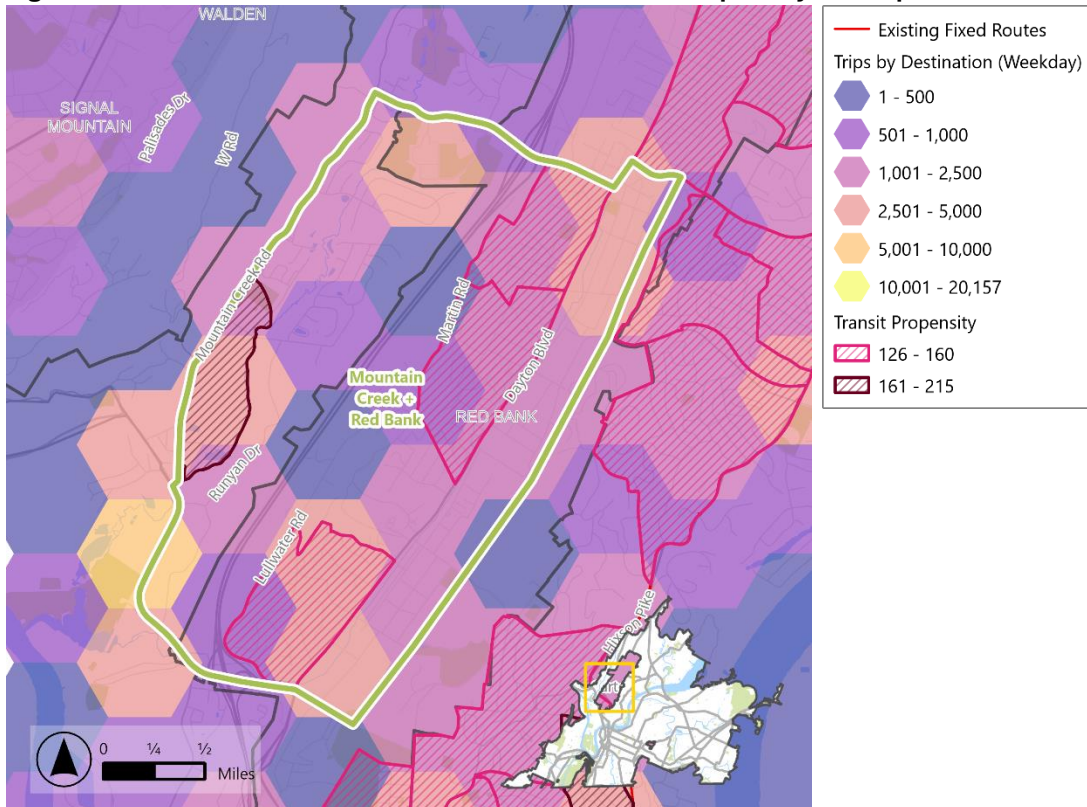 WALDEN
SIGNAL
MOUNTAIN
Palisades Dr
W Rd
Mountain Creek Rd
Martin Rd
Dayton Blvd
Mountain
Creek +
Red Bank
RED BANK
Runyan Dr
Lullwater Rd
Hixson Pike
0 ¼ ½
Miles
Existing Fixed Routes
Trips by Destination (Weekday)
1 - 500
501 - 1,000
1,001 - 2,500
2,501 - 5,000
5,001 - 10,000
10,001 - 20,157
Transit Propensity
126 - 160
161 - 215